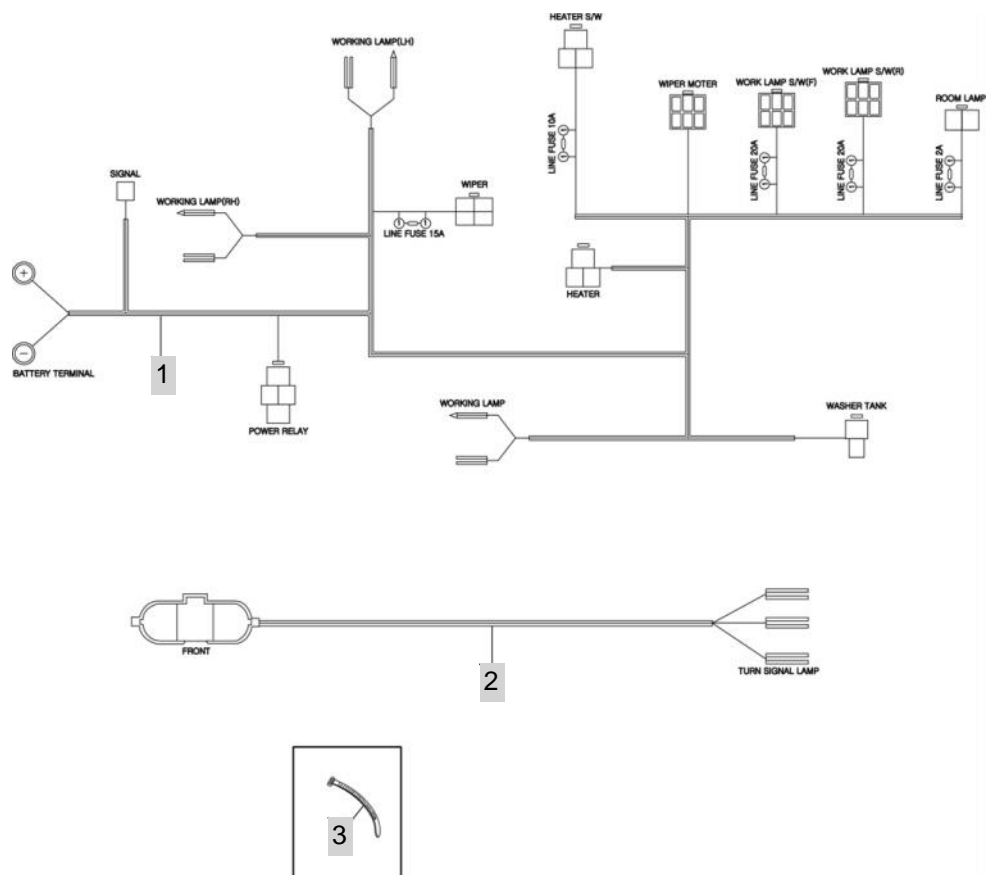 HEATER S/W
WORKING LAMP(LH)
WIPER MOTER
WORK LAMP S/W(F)
WORK LAMP S/W(R)
ROOM LAMP
LINE FUSE 10A
LINE FUSE 20A
LINE FUSE 20A
LINE FUSE 2A
SIGNAL
WORKING LAMP(RH)
WIPER
LINE FUSE 15A
HEATER
+
−
BATTERY TERMINAL
1
POWER RELAY
WORKING LAMP
WASHER TANK
FRONT
2
TURN SIGNAL LAMP
3